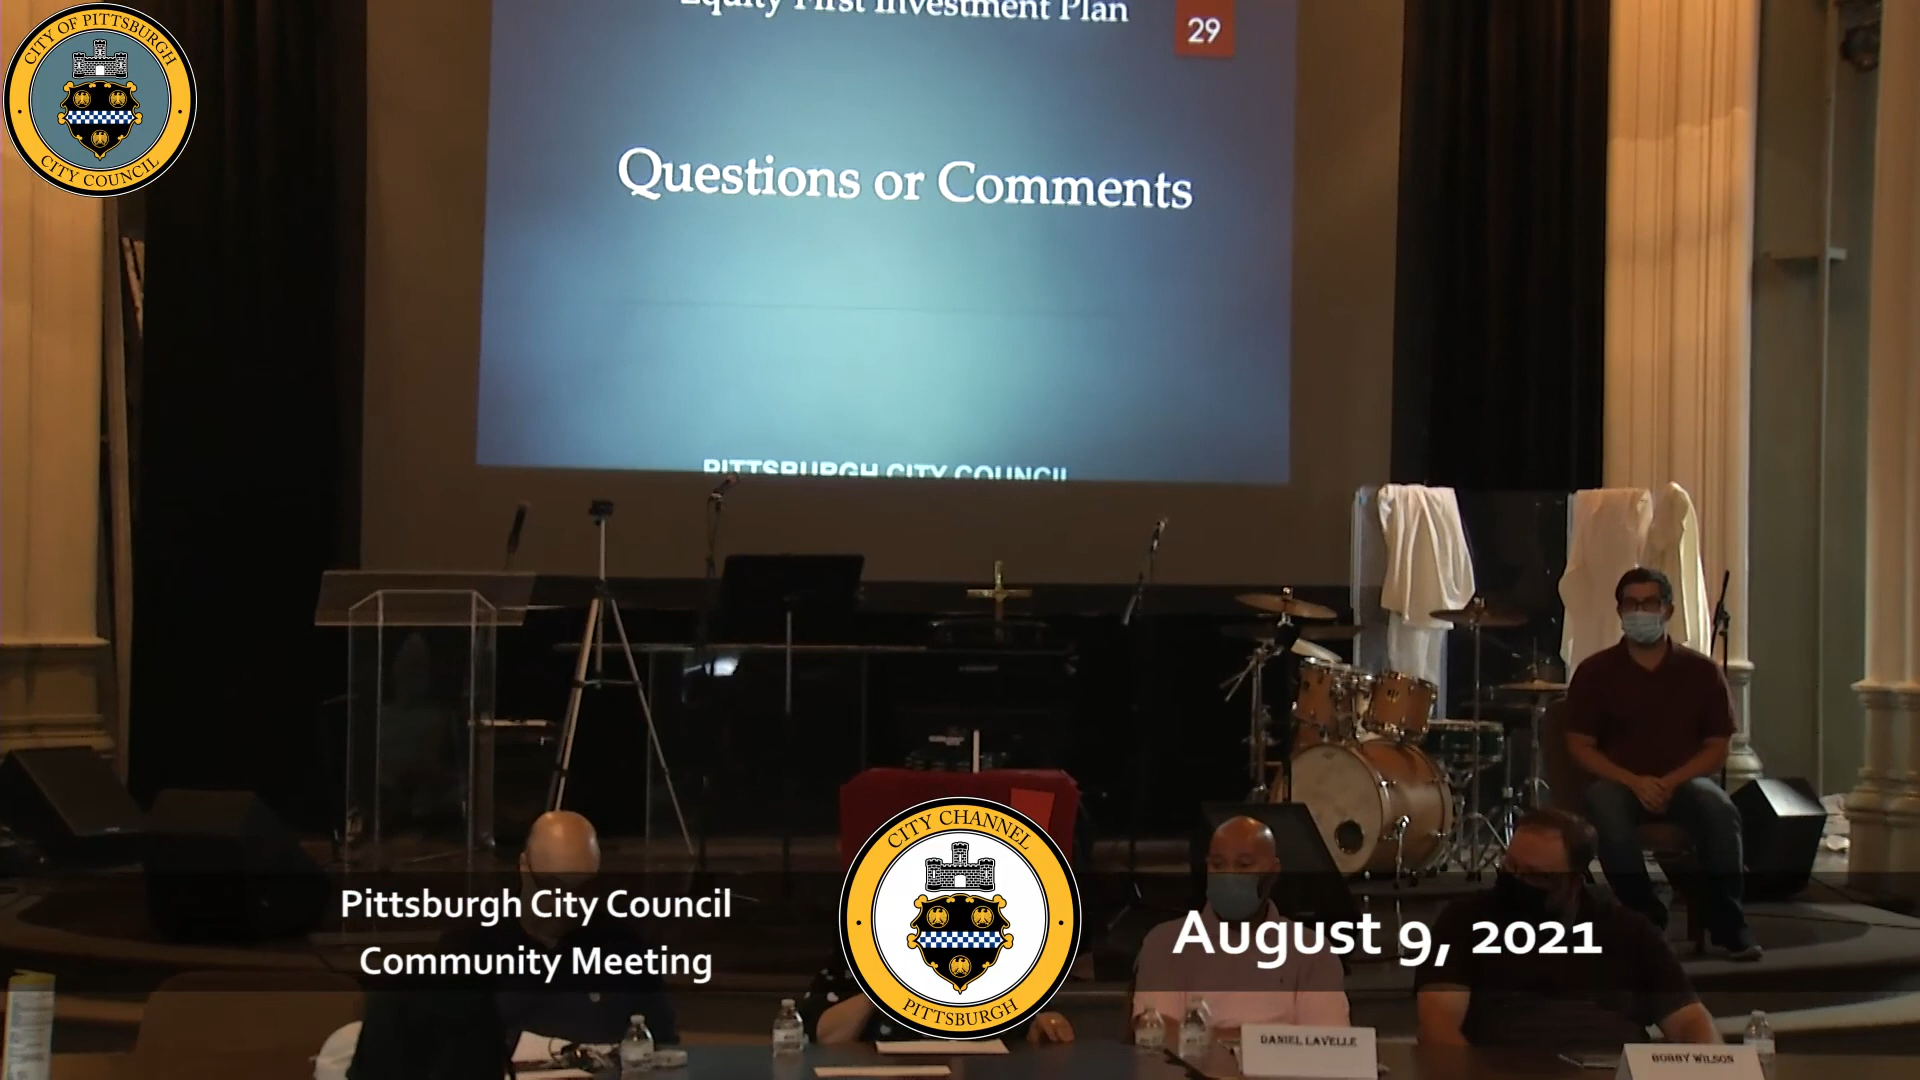 CITY OF PITTSBURGH
CITY COUNCIL
Equity First Investment Plan
29
Questions or Comments
PITTSBURGH CITY COUNCIL
Pittsburgh City Council
Community Meeting
CITY CHANNEL
PITTSBURGH
August 9, 2021
DANIEL LAVELLE
BOBBY WILSON